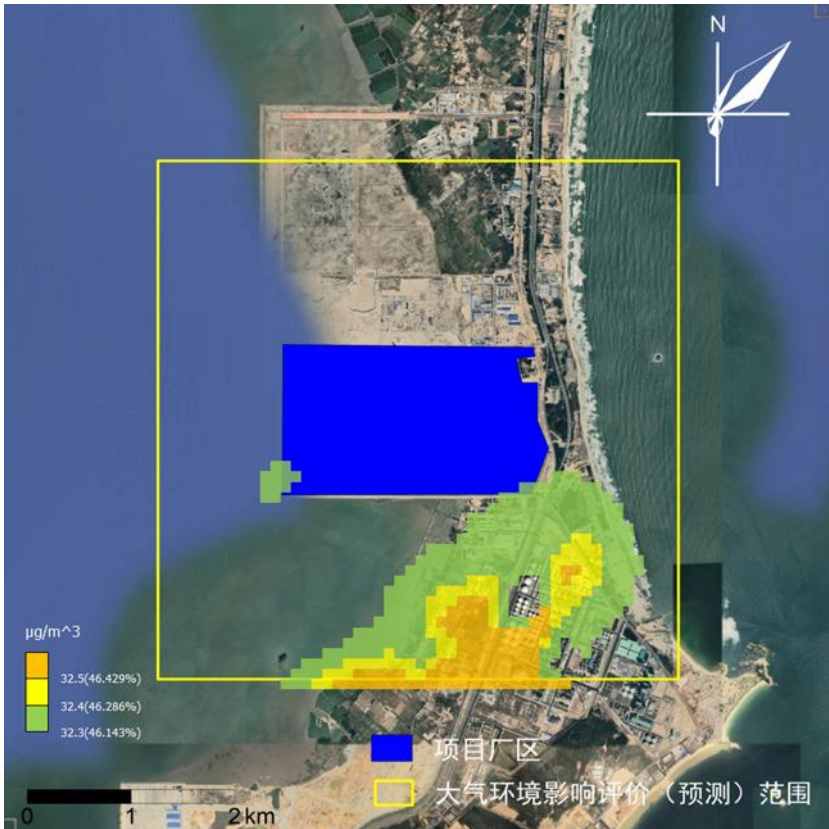 N
μg/m^3
32.5(46.429%)
32.4(46.286%)
32.3(46.143%)
项目厂区
大气环境影响评价（预测）范围
0 1 2 km